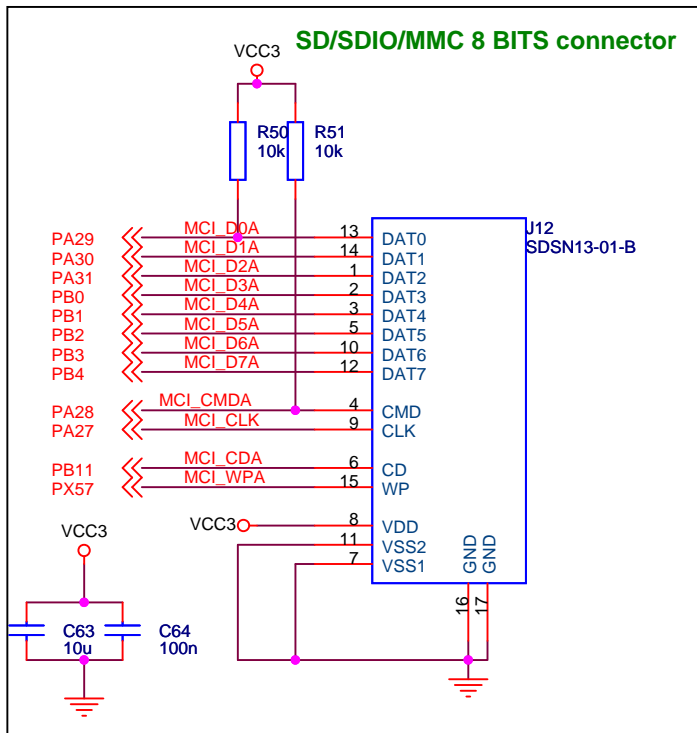 SD/SDIO/MMC 8 BITS connector
VCC3
R50 R51
10k 10k
J12
SDSN13-01-B
PA29 MCI_D0A 13 DAT0
PA30 MCI_D1A 14 DAT1
PA31 MCI_D2A 1 DAT2
PB0 MCI_D3A 2 DAT3
PB1 MCI_D4A 3 DAT4
PB2 MCI_D5A 5 DAT5
PB3 MCI_D6A 10 DAT6
PB4 MCI_D7A 12 DAT7
PA28 MCI_CMDA 4 CMD
PA27 MCI_CLK 9 CLK
PB11 MCI_CDA 6 CD
PX57 MCI_WPA 15 WP
VCC3 8 VDD
11 VSS2
7 VSS1
GND GND
16 17
VCC3
C63 C64
10u 100n